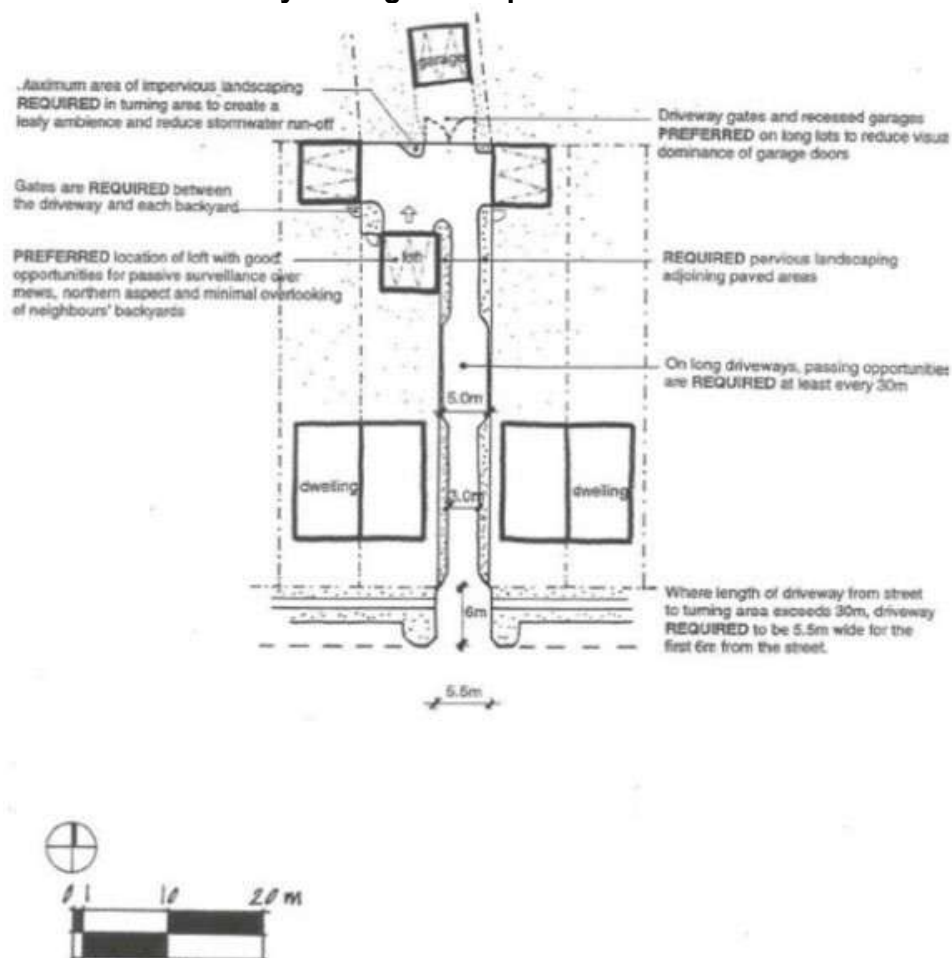 garage
.Maximum area of impervious landscaping
REQUIRED in turning area to create a
leafy ambience and reduce stormwater run-off
Driveway gates and recessed garages
PREFERRED on long lots to reduce visual
dominance of garage doors
Gates are REQUIRED between
the driveway and each backyard
PREFERRED location of loft with good
opportunities for passive surveillance over
mews, northern aspect and minimal overlooking
of neighbours' backyards
loft
REQUIRED pervious landscaping
adjoining paved areas
On long driveways, passing opportunities
are REQUIRED at least every 30m
5.0m
dwelling
3.0m
dwelling
Where length of driveway from street
to turning area exceeds 30m, driveway
REQUIRED to be 5.5m wide for the
first 6m from the street.
6m
5.5m
0 1 10 20 m